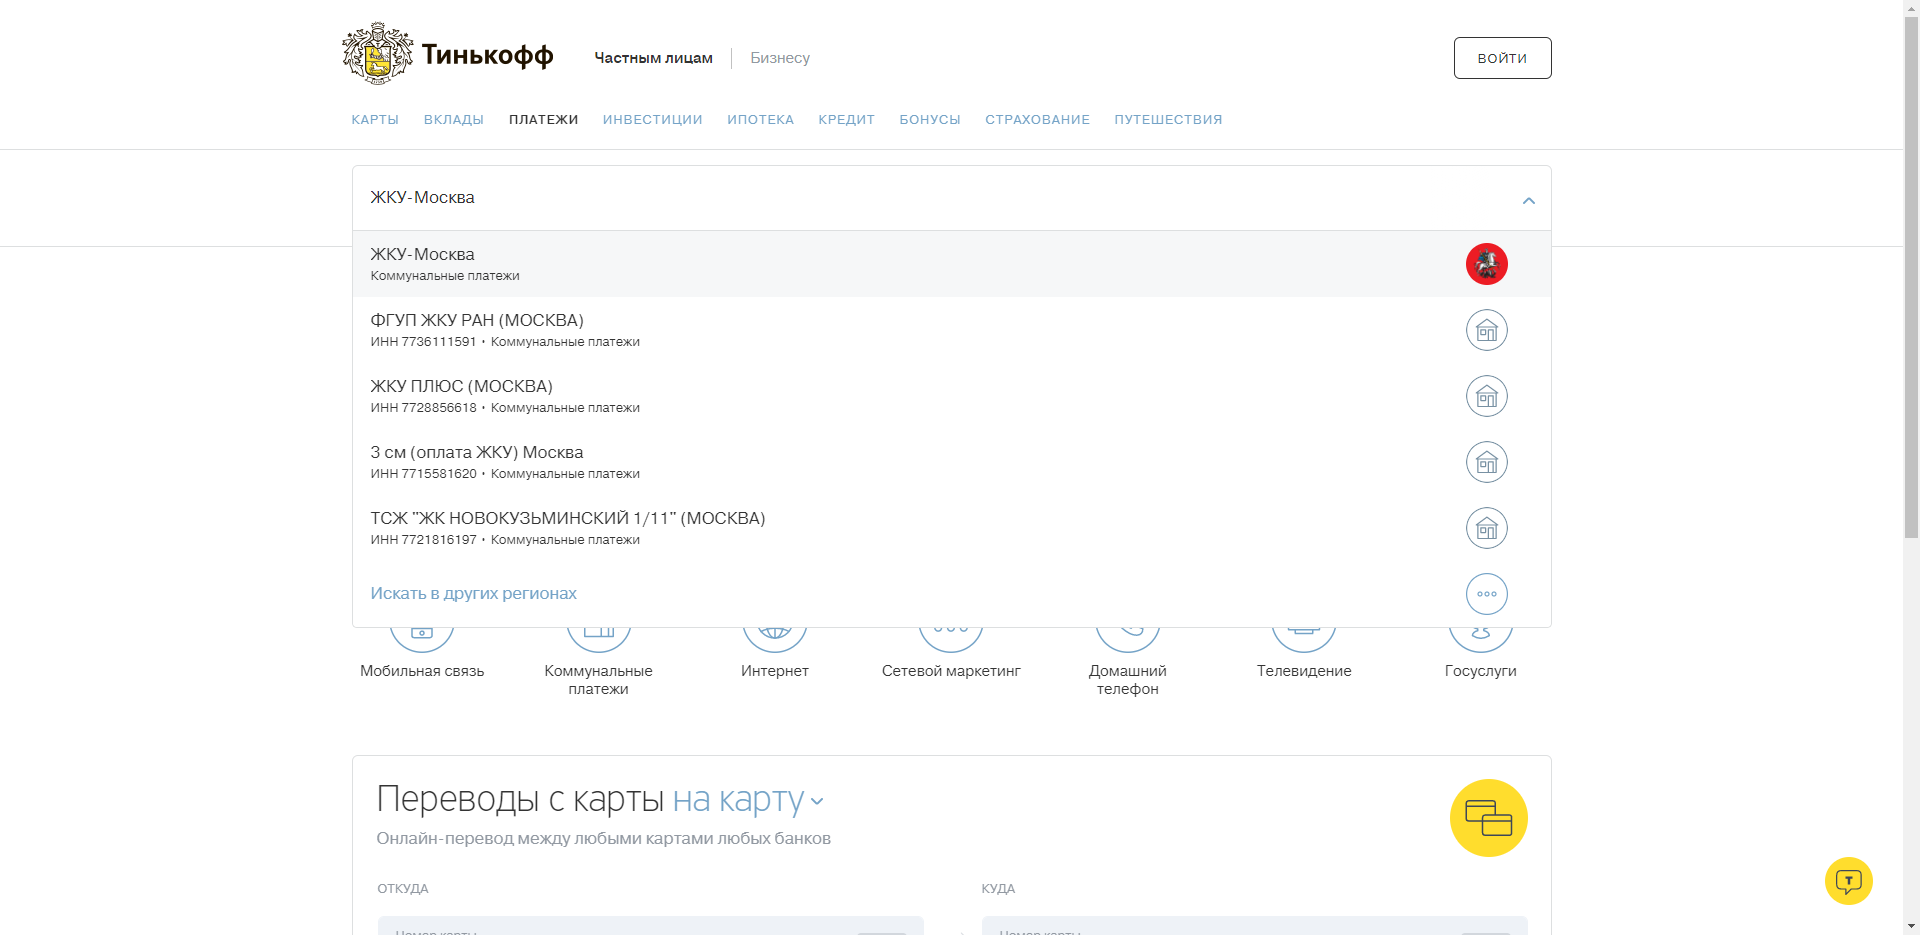 Тинькофф
Частным лицам
Бизнесу
ВОЙТИ
КАРТЫ ВКЛАДЫ ПЛАТЕЖИ ИНВЕСТИЦИИ ИПОТЕКА КРЕДИТ БОНУСЫ СТРАХОВАНИЕ ПУТЕШЕСТВИЯ
ЖКУ-Москва
ЖКУ-Москва
Коммунальные платежи
ФГУП ЖКУ РАН (МОСКВА)
ИНН 7736111591 • Коммунальные платежи
ЖКУ ПЛЮС (МОСКВА)
ИНН 7728856618 • Коммунальные платежи
3 см (оплата ЖКУ) Москва
ИНН 7715581620 • Коммунальные платежи
ТСЖ "ЖК НОВОКУЗЬМИНСКИЙ 1/11" (МОСКВА)
ИНН 7721816197 • Коммунальные платежи
Искать в других регионах
Мобильная связь
Коммунальные
платежи
Интернет
Сетевой маркетинг
Домашний
телефон
Телевидение
Госуслуги
Переводы с карты на карту
Онлайн-перевод между любыми картами любых банков
ОТКУДА
КУДА
Номер карты
Номер карты
Т